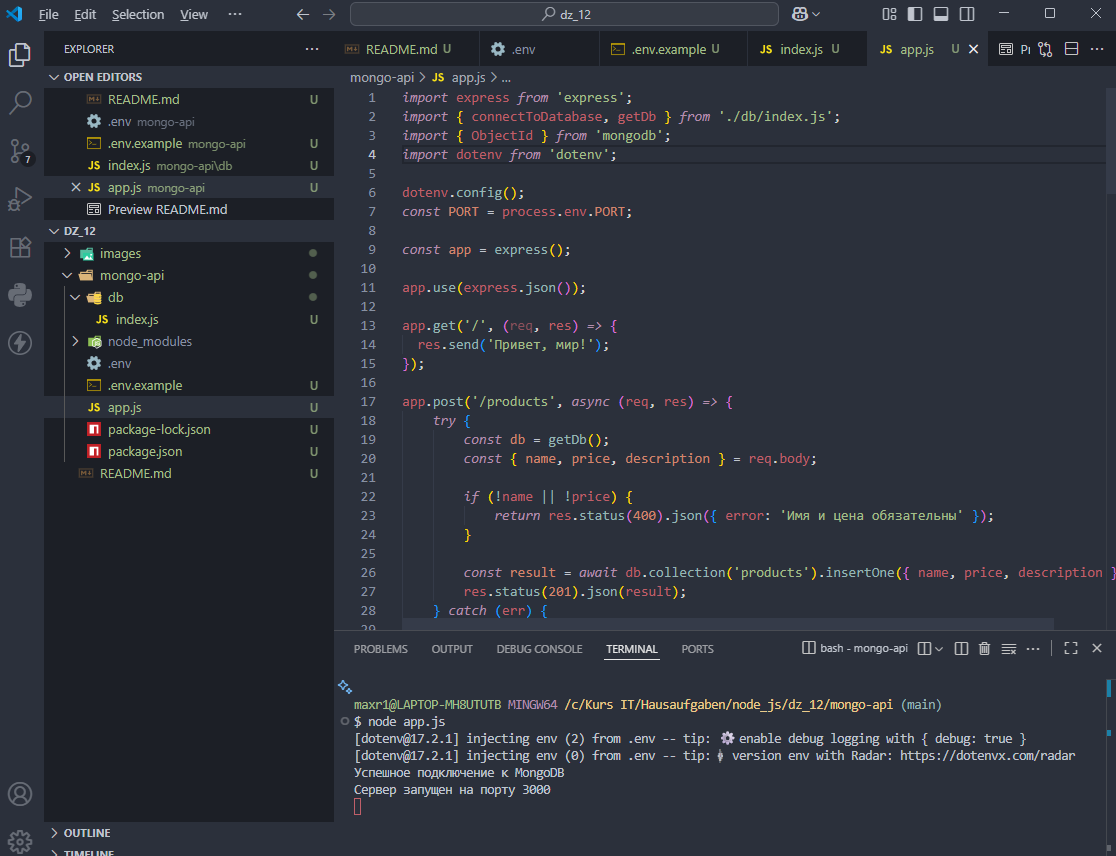 File Edit Selection View ··· dz_12
EXPLORER ···
OPEN EDITORS
README.md U
.env mongo-api
.env.example mongo-api U
JS index.js mongo-api\db U
JS app.js mongo-api U
Preview README.md
DZ_12
images
mongo-api
db
JS index.js U
node_modules
.env
.env.example U
JS app.js U
package-lock.json U
package.json U
README.md U
OUTLINE
TIMELINE
7
README.md U .env .env.example U JS index.js U JS app.js U Pr ···
mongo-api > JS app.js > ...
1 import express from 'express';
2 import { connectToDatabase, getDb } from './db/index.js';
3 import { ObjectId } from 'mongodb';
4 import dotenv from 'dotenv';
5
6 dotenv.config();
7 const PORT = process.env.PORT;
8
9 const app = express();
10
11 app.use(express.json());
12
13 app.get('/', (req, res) => {
14 res.send('Привет, мир!');
15 });
16
17 app.post('/products', async (req, res) => {
18 try {
19 const db = getDb();
20 const { name, price, description } = req.body;
21
22 if (!name || !price) {
23 return res.status(400).json({ error: 'Имя и цена обязательны' });
24 }
25
26 const result = await db.collection('products').insertOne({ name, price, description }
27 res.status(201).json(result);
28 } catch (err) {
29
PROBLEMS OUTPUT DEBUG CONSOLE TERMINAL PORTS bash - mongo-api ···
maxr1@LAPTOP-MH8UTUTB MINGW64 /c/Kurs IT/Hausaufgaben/node_js/dz_12/mongo-api (main)
$ node app.js
[dotenv@17.2.1] injecting env (2) from .env -- tip: ⚙️ enable debug logging with { debug: true }
[dotenv@17.2.1] injecting env (0) from .env -- tip: version env with Radar: https://dotenvx.com/radar
Успешное подключение к MongoDB
Сервер запущен на порту 3000